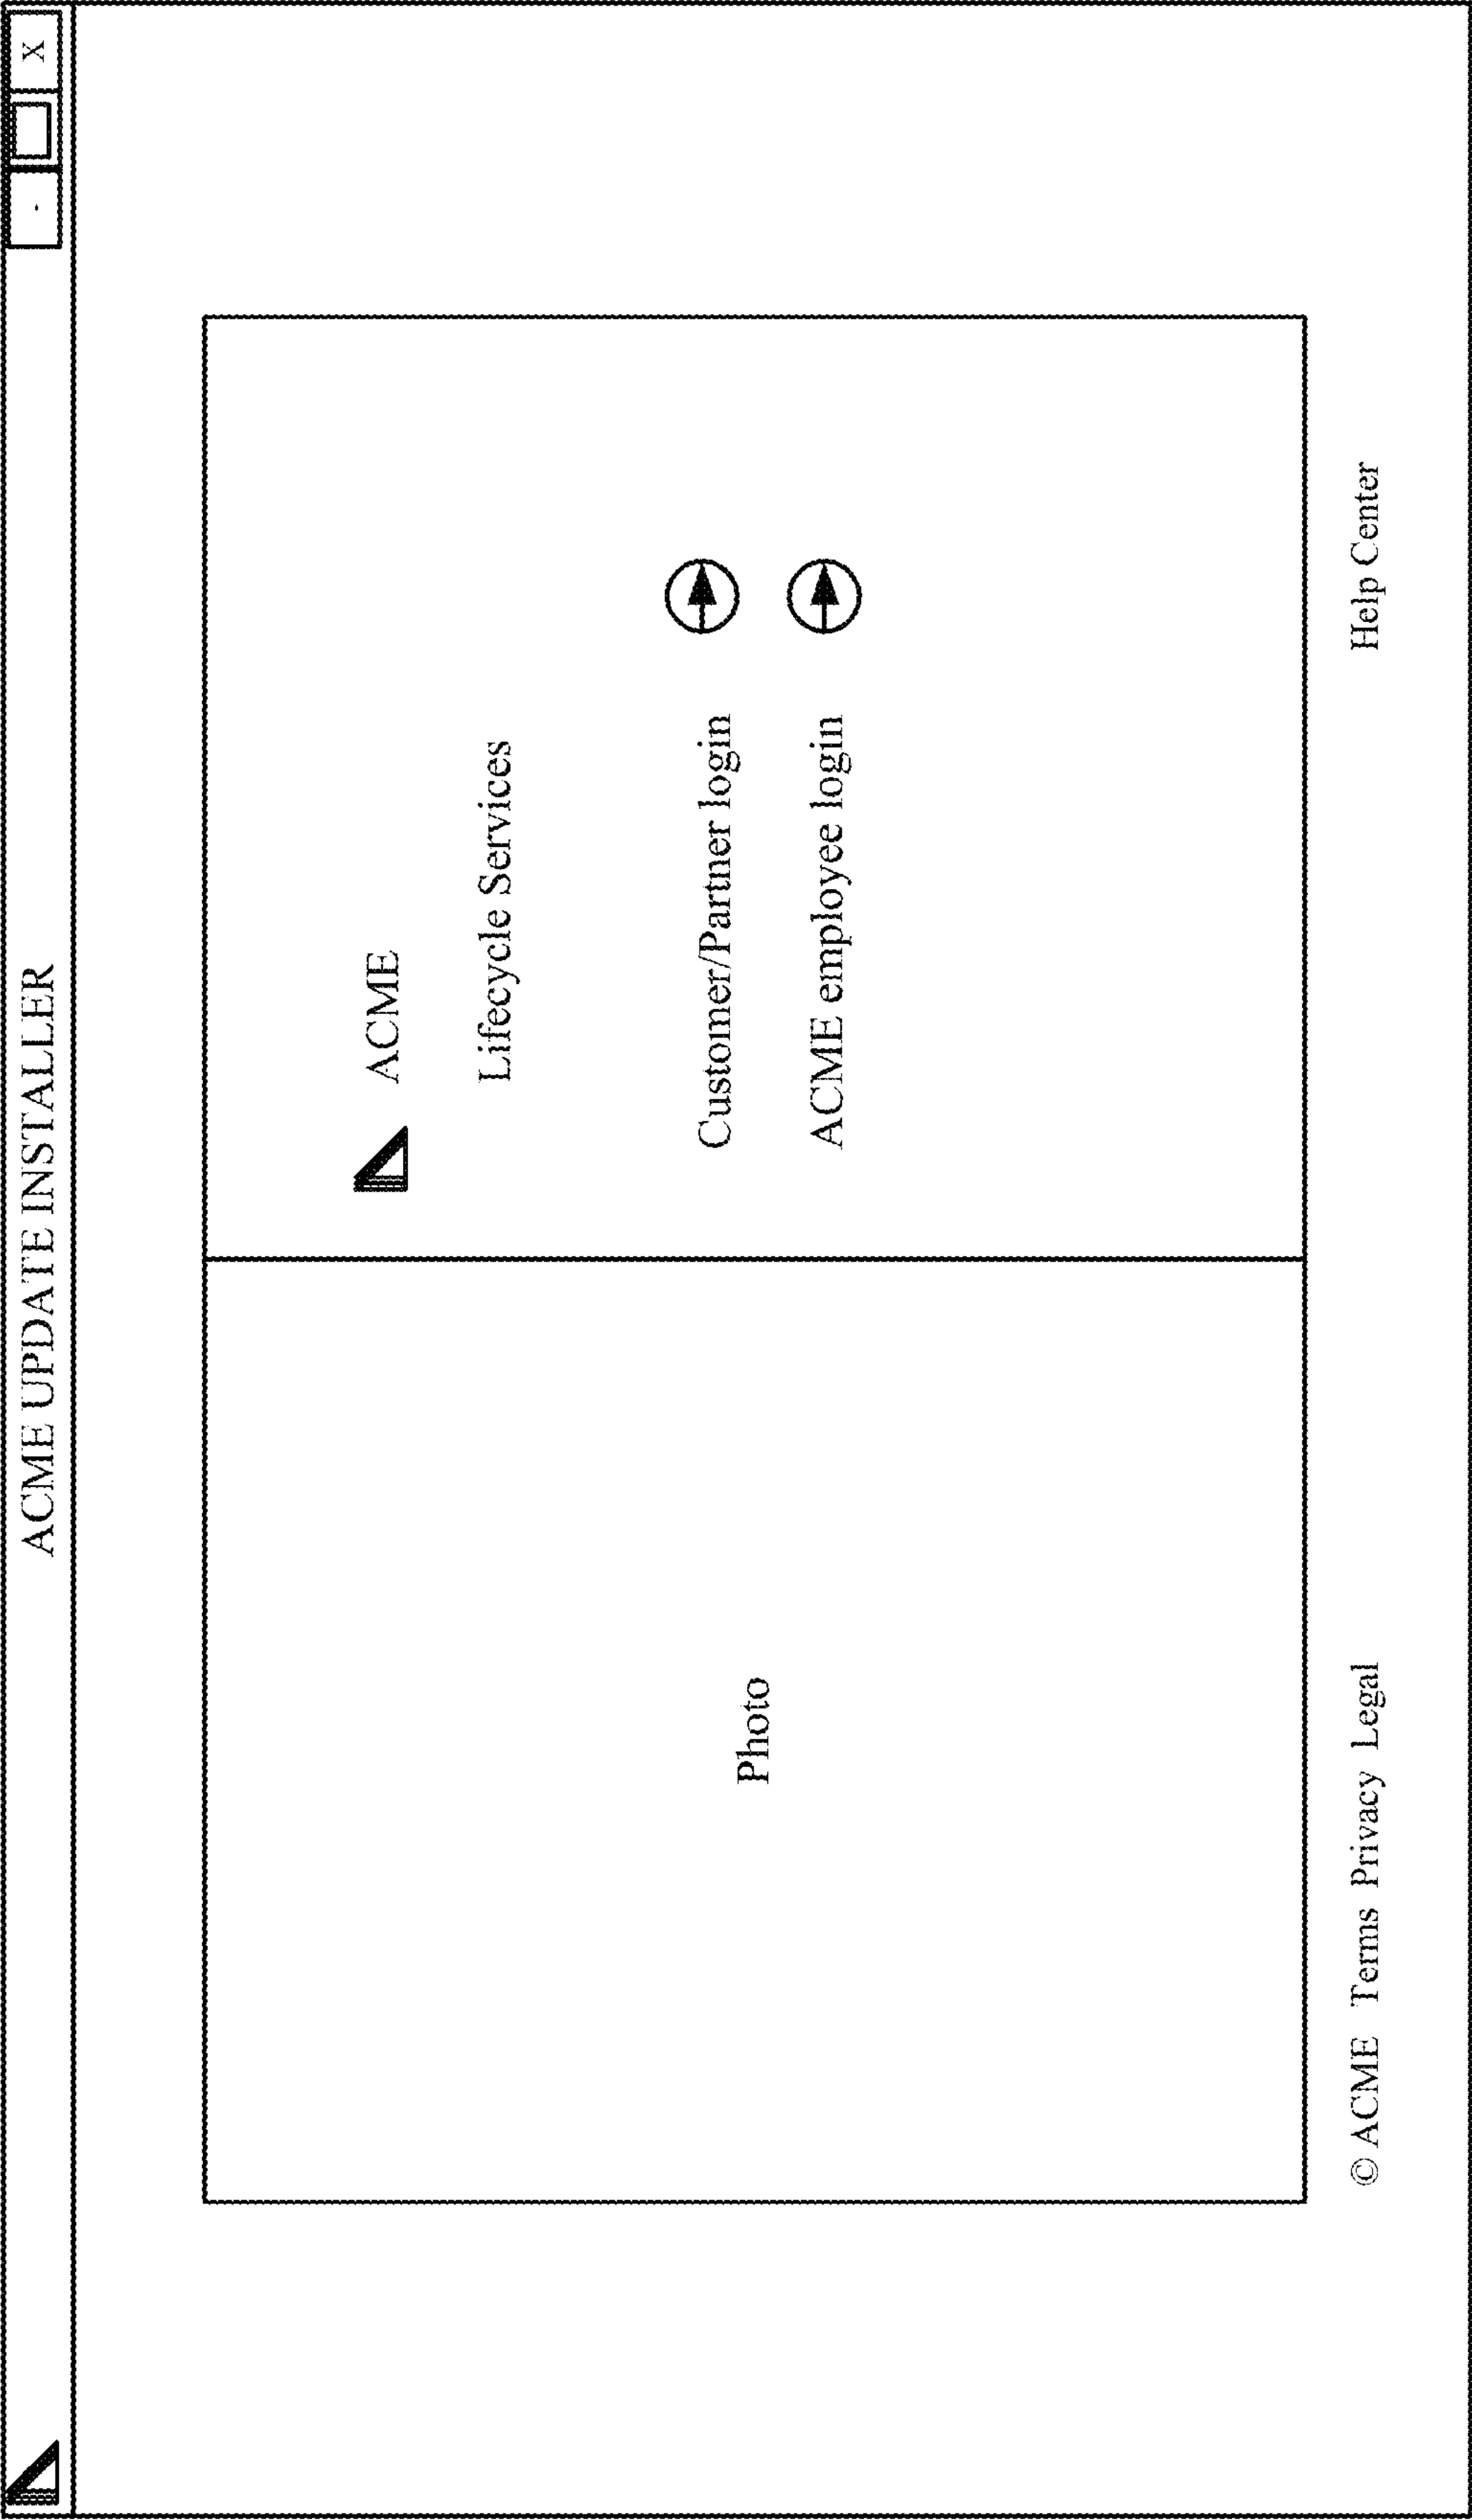 ACME UPDATE INSTALLER
- X
Photo
ACME
Lifecycle Services
Customer/Partner login
ACME employee login
© ACME Terms Privacy Legal
Help Center